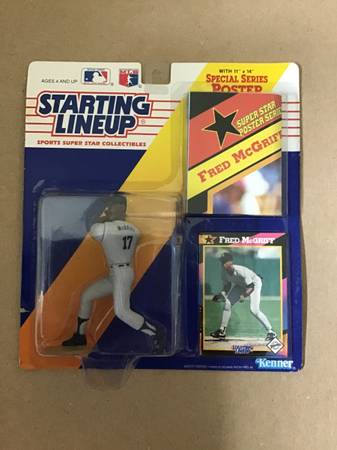 AGES 4 AND UP
WITH 11" x 14"
SPECIAL SERIES
POSTER
STARTING
LINEUP®
SPORTS SUPER STAR COLLECTIBLES
SUPER STAR
POSTER SERIES
FRED McGRIFF
17
FRED McGRIFF
Kenner